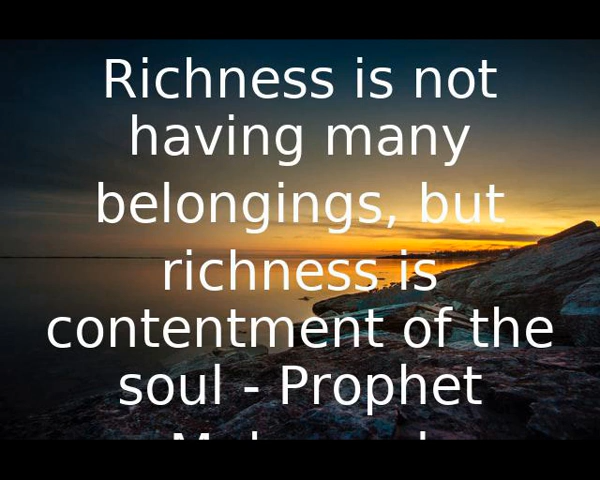 Richness is not
having many
belongings, but
richness is
contentment of the
soul - Prophet